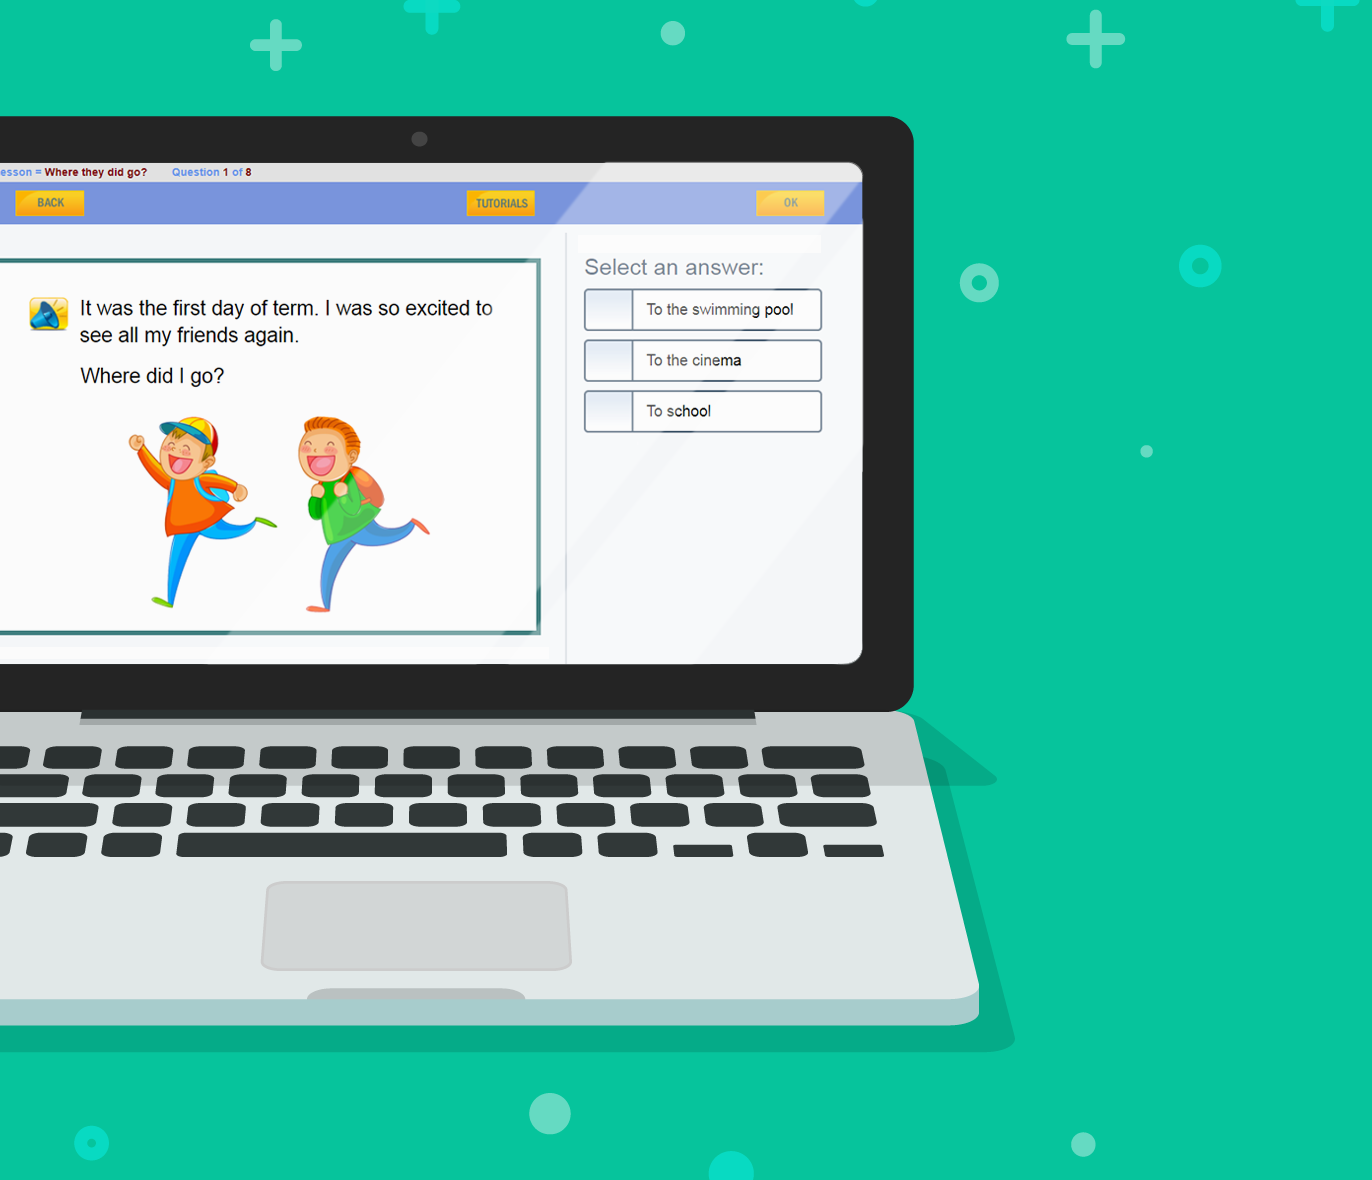 esson = Where they did go? Question 1 of 8
BACK
TUTORIALS
OK
It was the first day of term. I was so excited to
see all my friends again.
Where did I go?
Select an answer:
To the swimming pool
To the cinema
To school